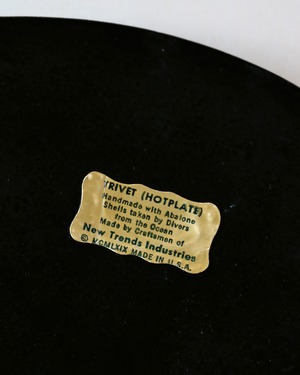 TRIVET (HOTPLATE)
Handmade with Abalone
Shells taken by Divers
from the Ocean
Made by Craftsmen of
New Trends Industries
© MCMLXIX MADE IN U.S.A.